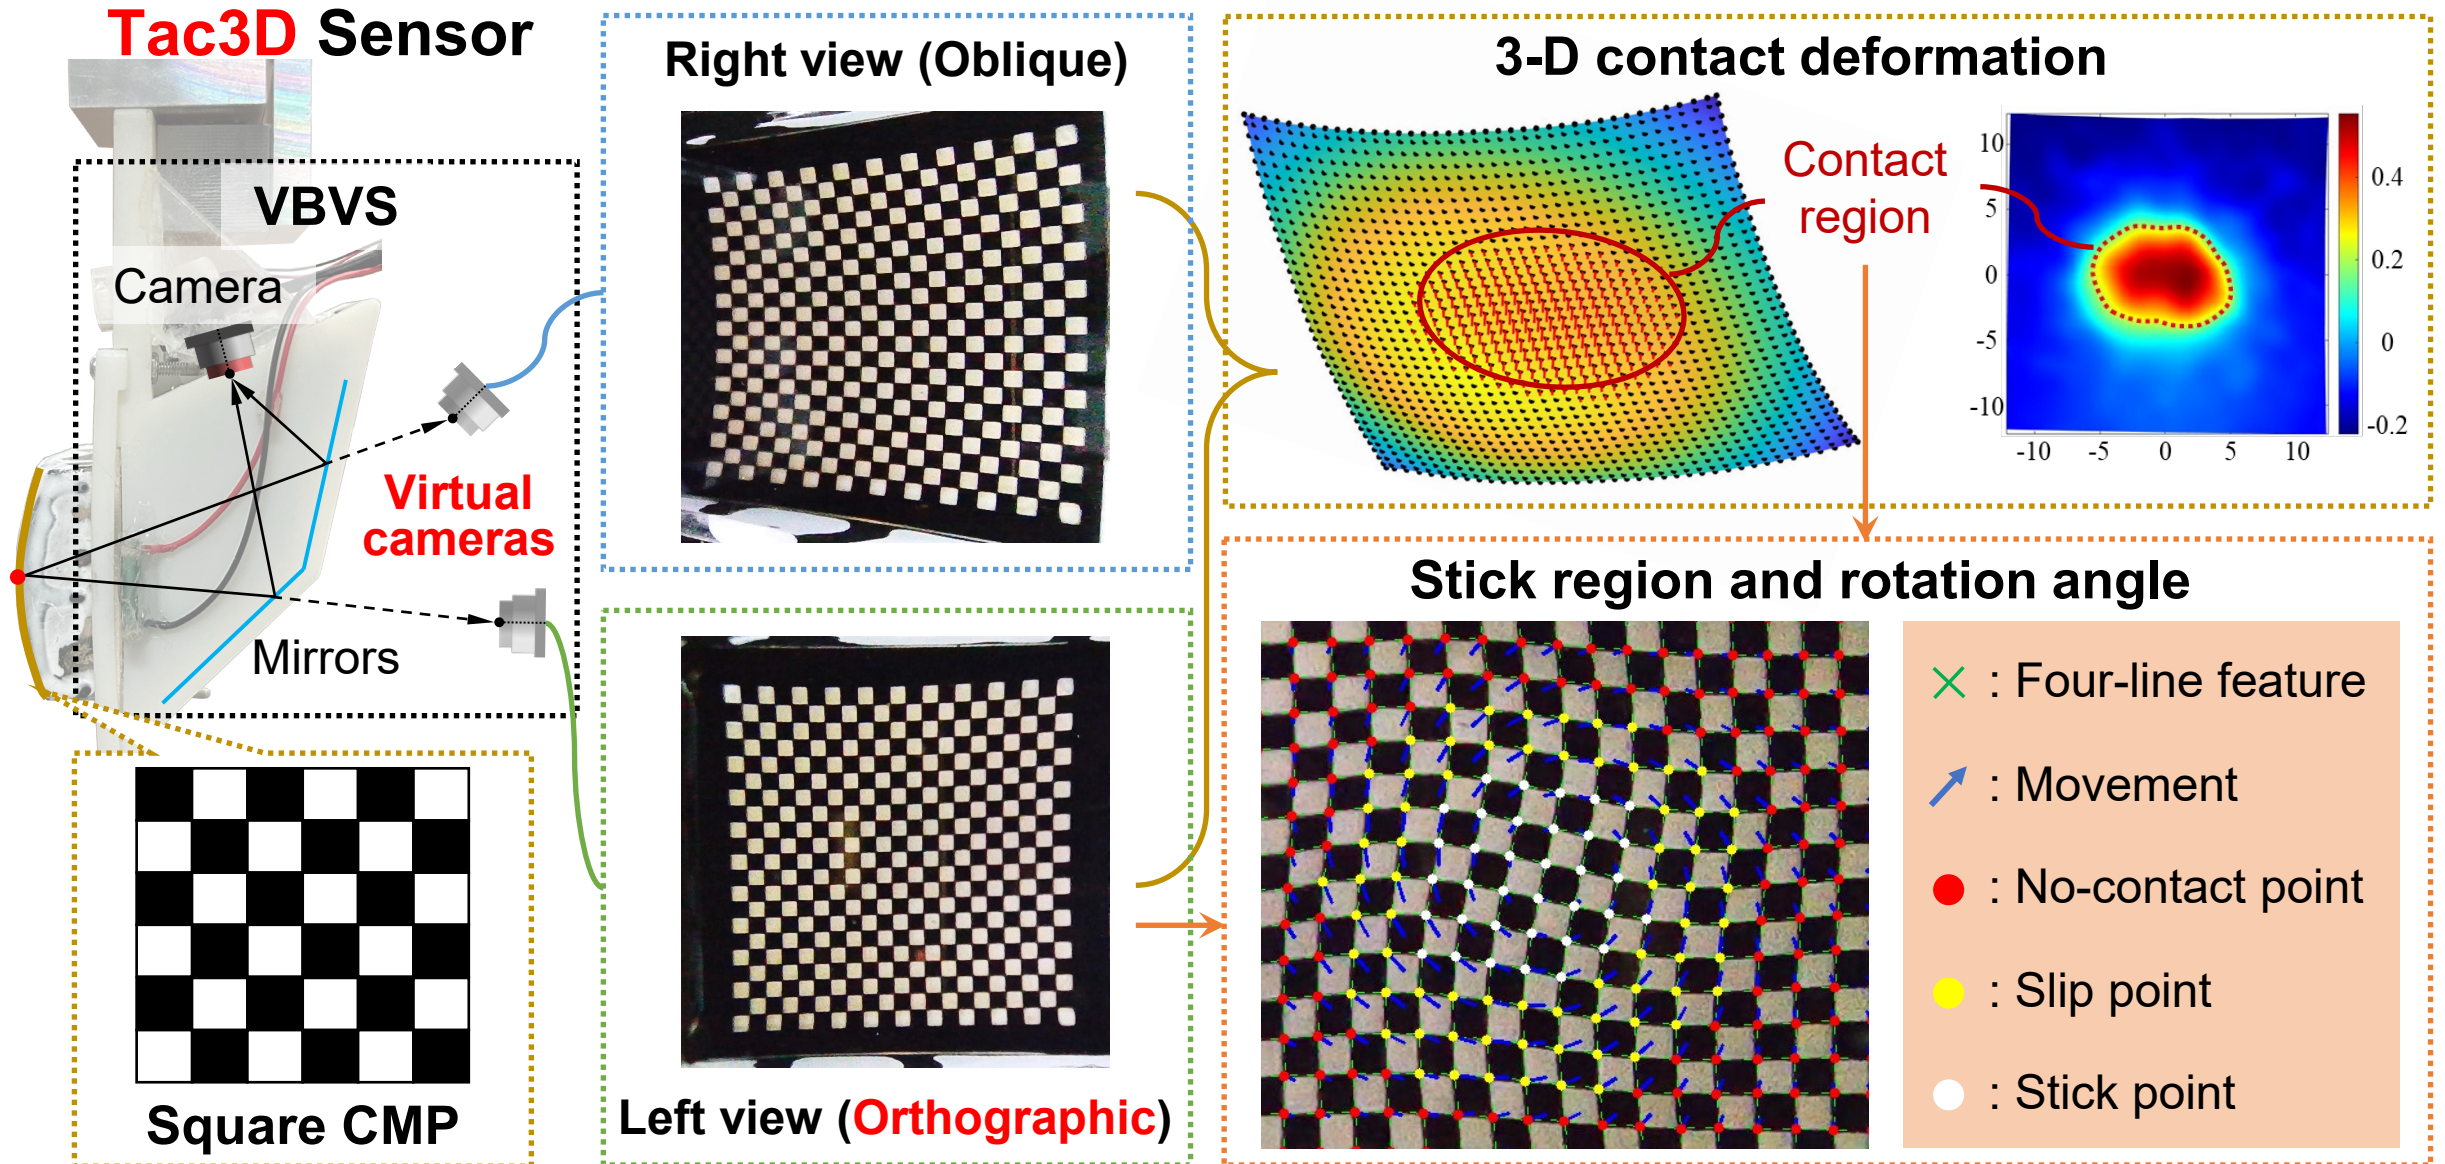 Tac3D Sensor
VBVS
Camera
Virtual
cameras
Mirrors
Square CMP
Right view (Oblique)
Left view (Orthographic)
3-D contact deformation
Contact
region
10
5
0
-5
-10
-10
-5
0
5
10
0.4
0.2
0
-0.2
Stick region and rotation angle
: Four-line feature
: Movement
: No-contact point
: Slip point
: Stick point